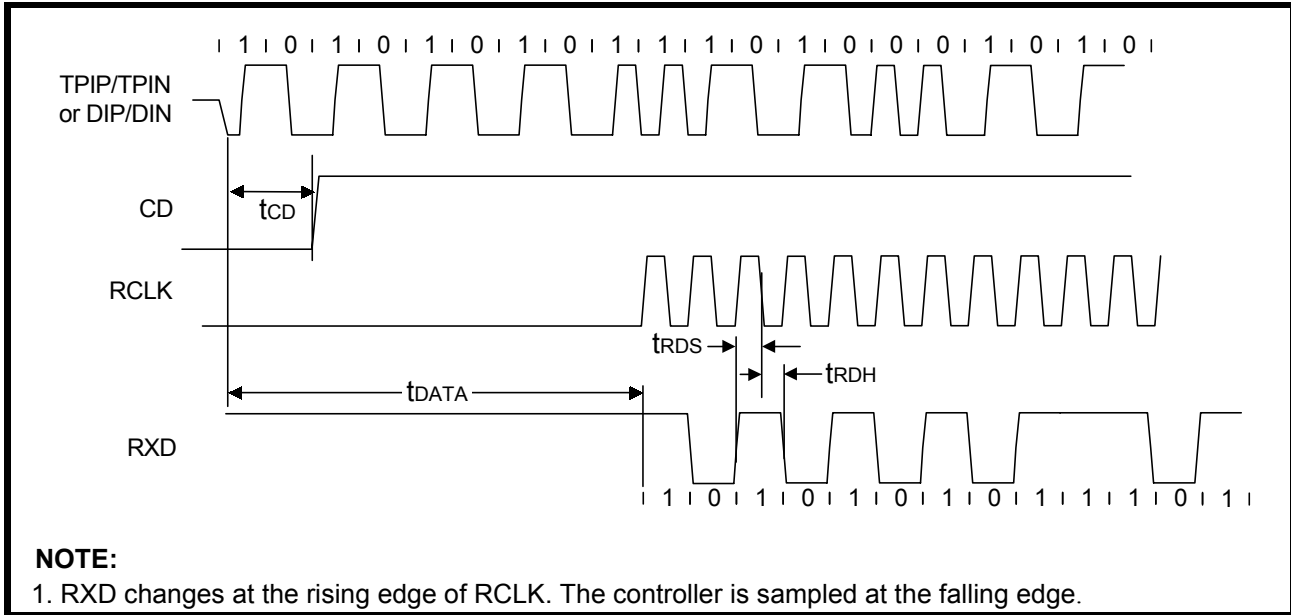 1 0 1 0 1 0 1 0 1 1 1 0 1 0 0 0 1 0 1 0
TPIP/TPIN
or DIP/DIN
CD
tCD
RCLK
tRDS
tRDH
tDATA
RXD
1 0 1 0 1 0 1 0 1 1 1 0 1
NOTE:
1. RXD changes at the rising edge of RCLK. The controller is sampled at the falling edge.